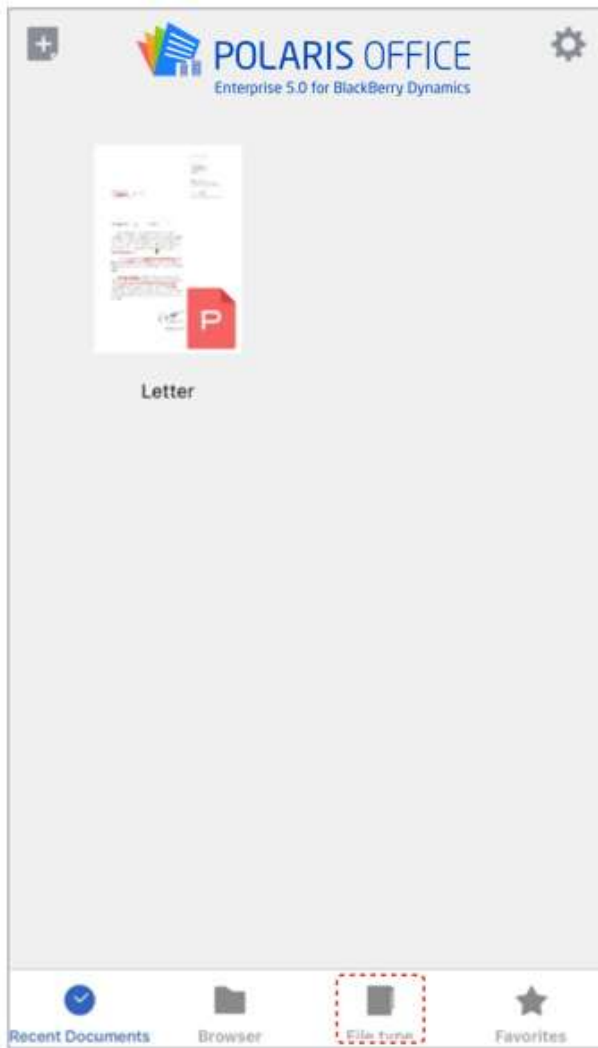 POLARIS OFFICE
Enterprise 5.0 for BlackBerry Dynamics
P
Letter
Recent Documents
Browser
File type
Favorites